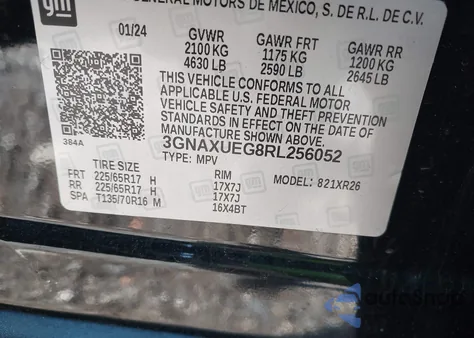 gm
GENERAL MOTORS DE MEXICO, S. DE R.L. DE C.V.
01/24 GVWR GAWR FRT GAWR RR
2100 KG 1175 KG 1200 KG
4630 LB 2590 LB 2645 LB
THIS VEHICLE CONFORMS TO ALL
APPLICABLE U.S. FEDERAL MOTOR
VEHICLE SAFETY AND THEFT PREVENTION
STANDARDS IN EFFECT ON THE DATE OF
MANUFACTURE SHOWN ABOVE.
384A 3GNAXUEG8RL256052
TYPE: MPV
TIRE SIZE RIM MODEL: 821XR26
FRT 225/65R17 H 17X7J
RR 225/65R17 H 17X7J
SPA T135/70R16 M 16X4BT